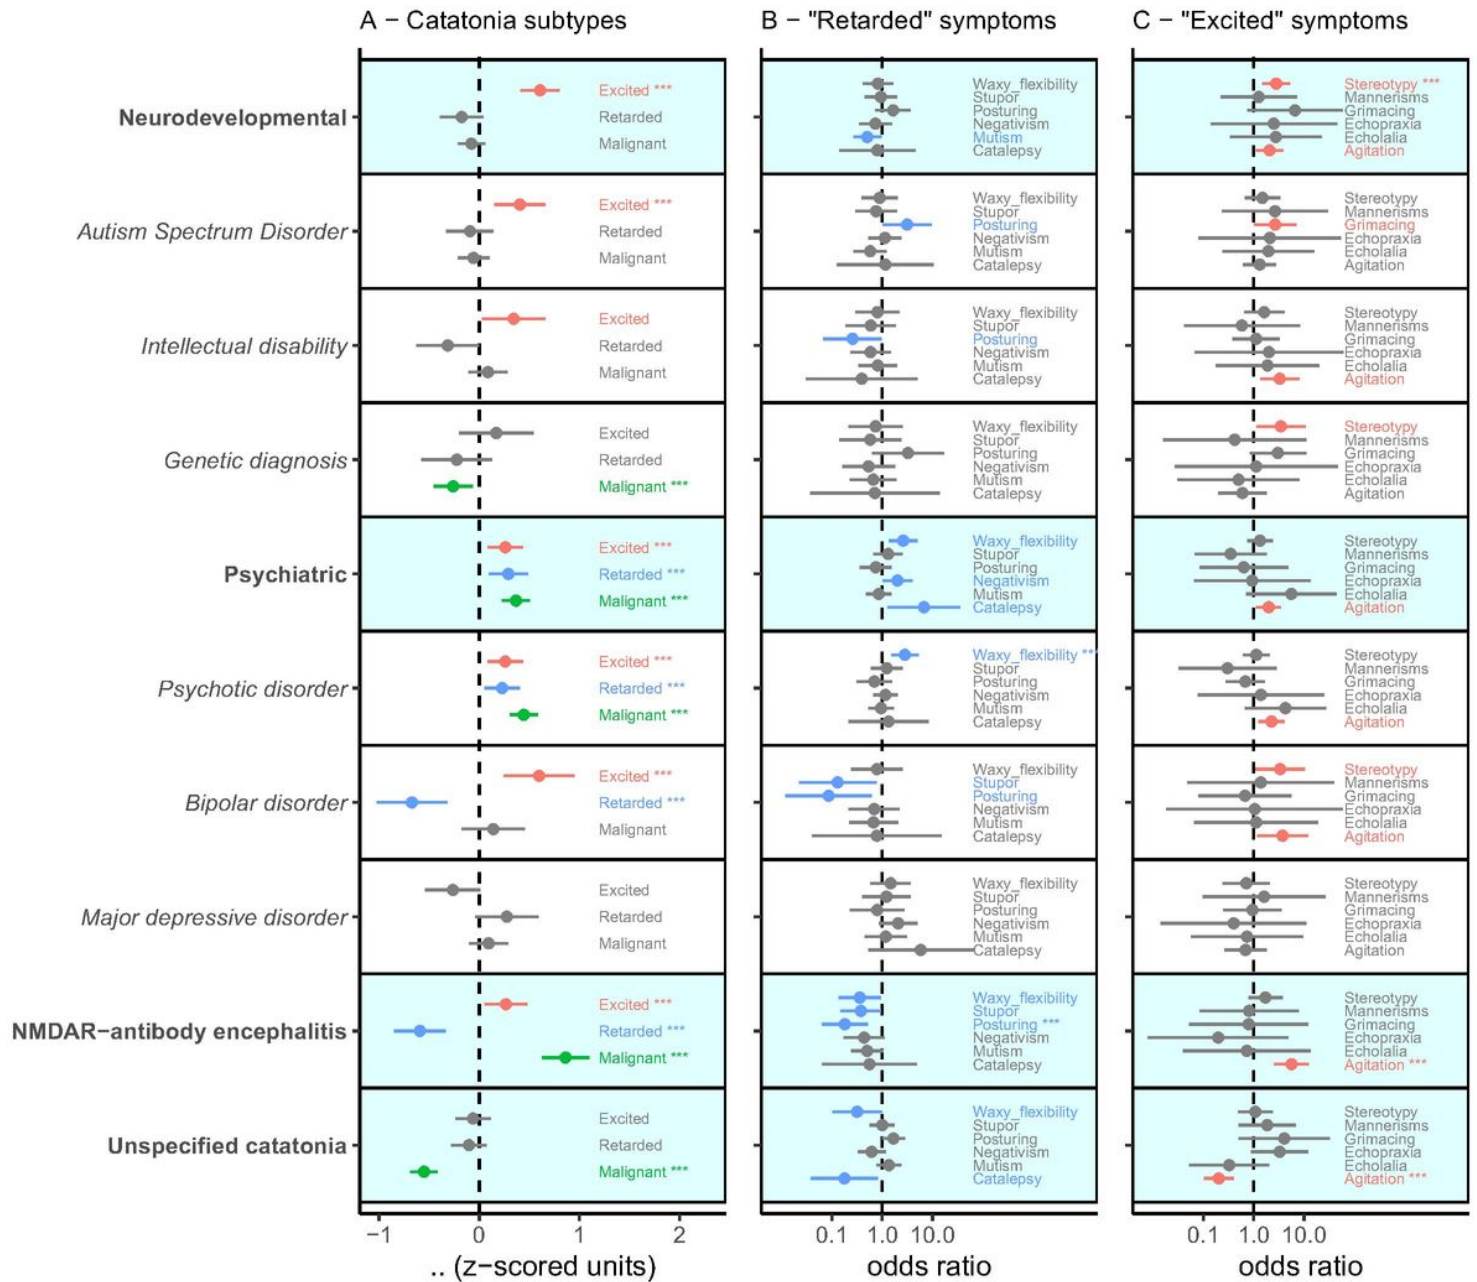 A − Catatonia subtypes
B − "Retarded" symptoms
C − "Excited" symptoms
Neurodevelopmental
Excited ***
Retarded
Malignant
Waxy_flexibility
Stupor
Posturing
Negativism
Mutism
Catalepsy
Stereotypy ***
Mannerisms
Grimacing
Echopraxia
Echolalia
Agitation
Autism Spectrum Disorder
Excited ***
Retarded
Malignant
Waxy_flexibility
Stupor
Posturing
Negativism
Mutism
Catalepsy
Stereotypy
Mannerisms
Grimacing
Echopraxia
Echolalia
Agitation
Intellectual disability
Excited
Retarded
Malignant
Waxy_flexibility
Stupor
Posturing
Negativism
Mutism
Catalepsy
Stereotypy
Mannerisms
Grimacing
Echopraxia
Echolalia
Agitation
Genetic diagnosis
Excited
Retarded
Malignant ***
Waxy_flexibility
Stupor
Posturing
Negativism
Mutism
Catalepsy
Stereotypy
Mannerisms
Grimacing
Echopraxia
Echolalia
Agitation
Psychiatric
Excited ***
Retarded ***
Malignant ***
Waxy_flexibility
Stupor
Posturing
Negativism
Mutism
Catalepsy
Stereotypy
Mannerisms
Grimacing
Echopraxia
Echolalia
Agitation
Psychotic disorder
Excited ***
Retarded ***
Malignant ***
Waxy_flexibility ***
Stupor
Posturing
Negativism
Mutism
Catalepsy
Stereotypy
Mannerisms
Grimacing
Echopraxia
Echolalia
Agitation
Bipolar disorder
Excited ***
Retarded ***
Malignant
Waxy_flexibility
Stupor
Posturing
Negativism
Mutism
Catalepsy
Stereotypy
Mannerisms
Grimacing
Echopraxia
Echolalia
Agitation
Major depressive disorder
Excited
Retarded
Malignant
Waxy_flexibility
Stupor
Posturing
Negativism
Mutism
Catalepsy
Stereotypy
Mannerisms
Grimacing
Echopraxia
Echolalia
Agitation
NMDAR−antibody encephalitis
Excited ***
Retarded ***
Malignant ***
Waxy_flexibility
Stupor
Posturing ***
Negativism
Mutism
Catalepsy
Stereotypy
Mannerisms
Grimacing
Echopraxia
Echolalia
Agitation ***
Unspecified catatonia
Excited
Retarded
Malignant ***
Waxy_flexibility
Stupor
Posturing
Negativism
Mutism
Catalepsy
Stereotypy
Mannerisms
Grimacing
Echopraxia
Echolalia
Agitation ***
−1 0 1 2
0.1 1.0 10.0
0.1 1.0 10.0
.. (z−scored units)
odds ratio
odds ratio